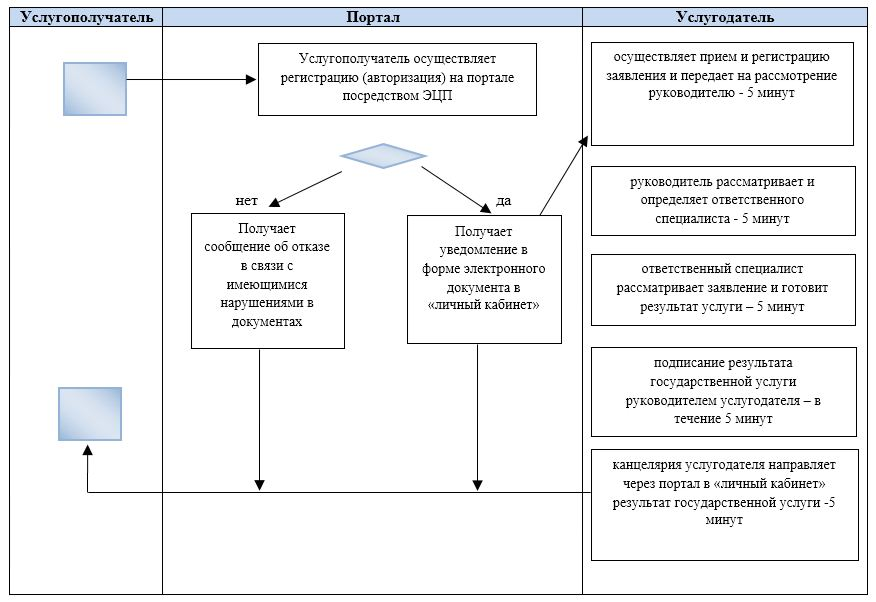 Услугополучатель
Портал
Услугодатель
Услугополучатель осуществляет
регистрацию (авторизация) на портале
посредством ЭЦП
осуществляет прием и регистрацию
заявления и передает на рассмотрение
руководителю - 5 минут
нет
да
руководитель рассматривает и
определяет ответственного
специалиста - 5 минут
Получает
сообщение об отказе
в связи с
имеющимися
нарушениями в
документах
Получает
уведомление в
форме электронного
документа в
«личный кабинет»
ответственный специалист
рассматривает заявление и готовит
результат услуги – 5 минут
подписание результата
государственной услуги
руководителем услугодателя – в
течение 5 минут
канцелярия услугодателя направляет
через портал в «личный кабинет»
результат государственной услуги -5
минут